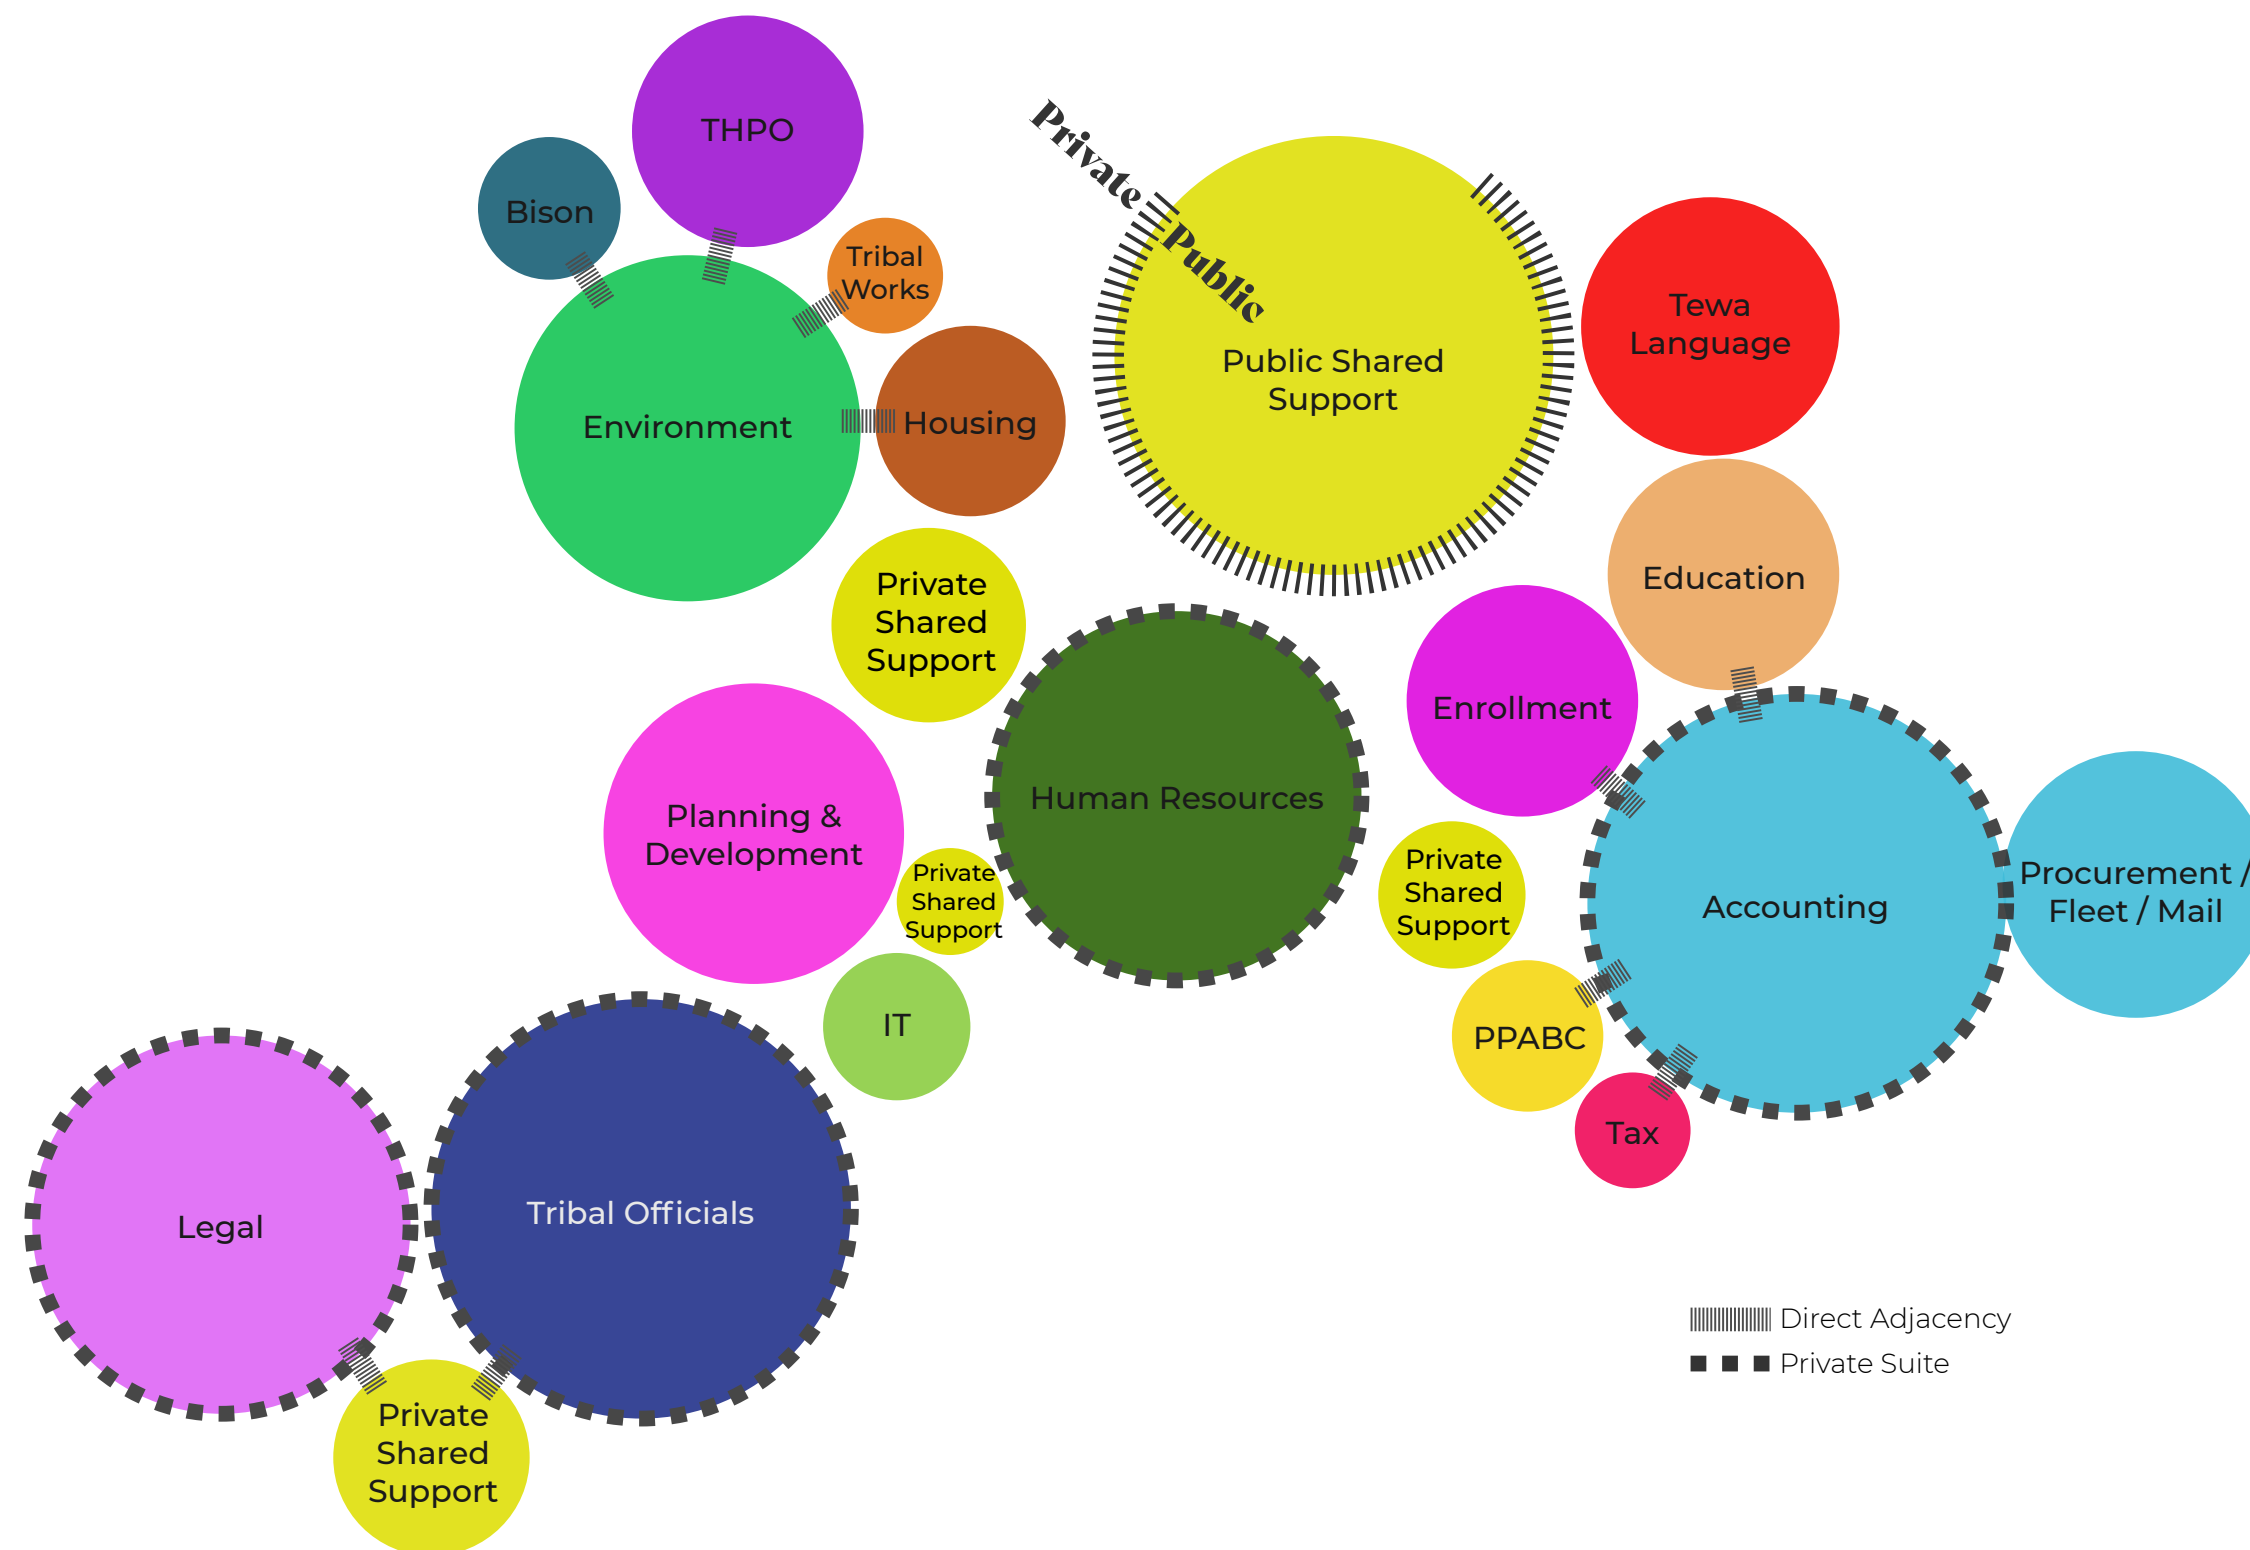 THPO
Bison
Tribal
Works
Environment
Housing
Private
Public
Public Shared
Support
Tewa
Language
Education
Private
Shared
Support
Enrollment
Human Resources
Planning &
Development
Private
Shared
Support
Private
Shared
Support
Accounting
Procurement /
Fleet / Mail
IT
PPABC
Tax
Legal
Tribal Officials
Private
Shared
Support
Direct Adjacency
Private Suite